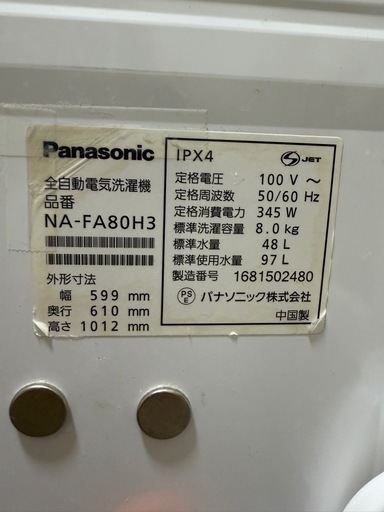 Panasonic
全自動電気洗濯機
品番
NA-FA80H3
外形寸法
幅 599 mm
奥行 610 mm
高さ 1012 mm
IPX4
S JET
定格電圧 100 V ～
定格周波数 50/60 Hz
定格消費電力 345 W
標準洗濯容量 8.0 kg
標準水量 48 L
標準使用水量 97 L
製造番号 1681502480
PS E パナソニック株式会社
中国製